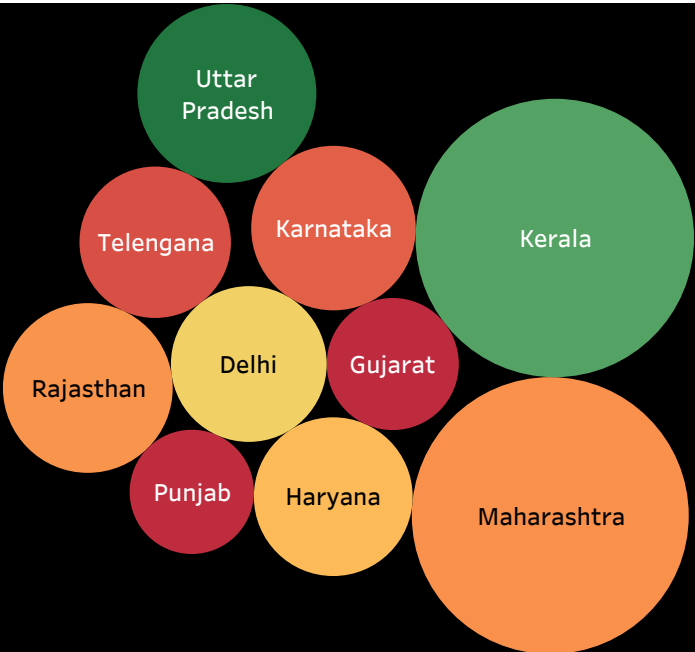 Uttar
Pradesh
Karnataka
Kerala
Telengana
Delhi
Gujarat
Rajasthan
Punjab
Haryana
Maharashtra